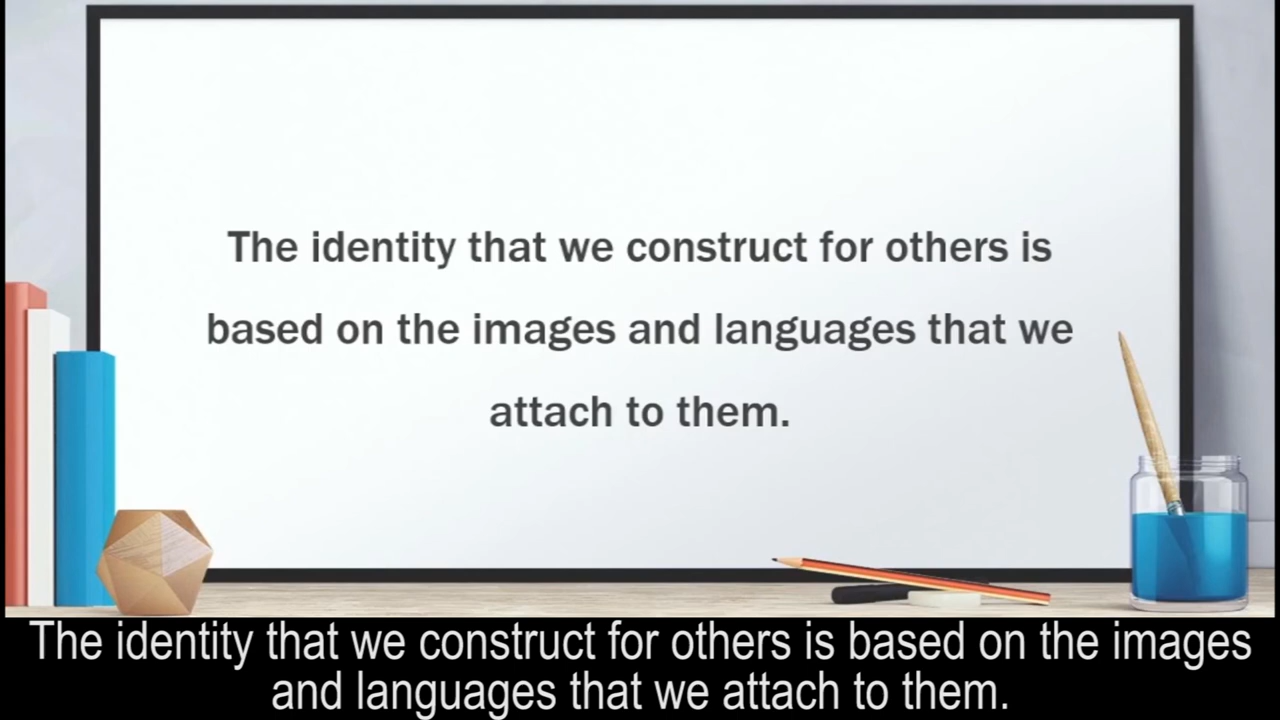 The identity that we construct for others is
based on the images and languages that we
attach to them.
The identity that we construct for others is based on the images
and languages that we attach to them.